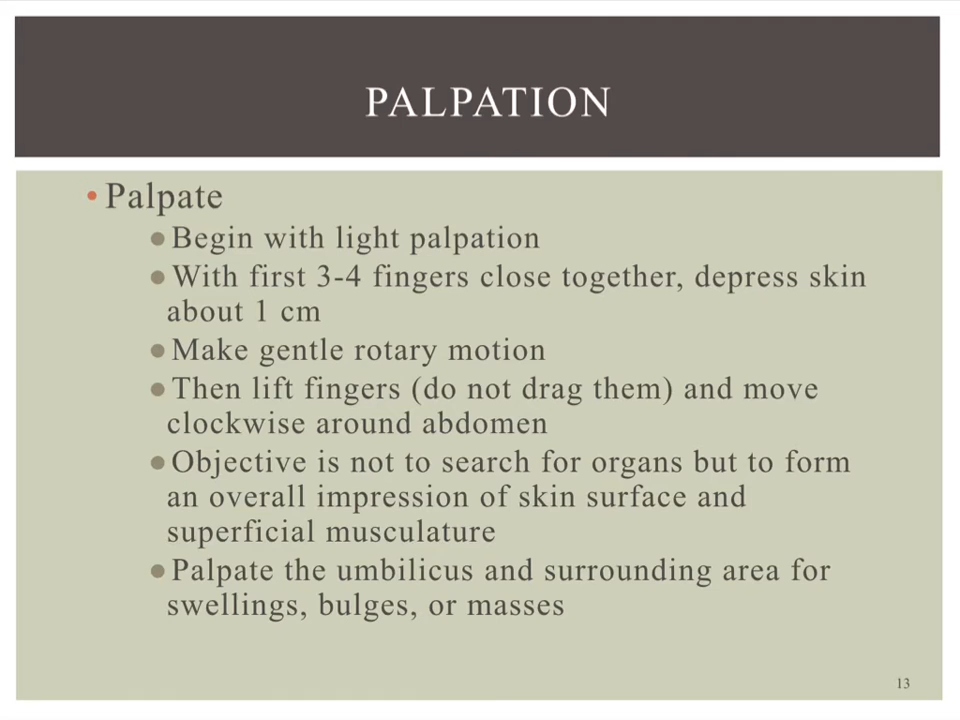 PALPATION
• Palpate
● Begin with light palpation
● With first 3-4 fingers close together, depress skin
about 1 cm
● Make gentle rotary motion
● Then lift fingers (do not drag them) and move
clockwise around abdomen
● Objective is not to search for organs but to form
an overall impression of skin surface and
superficial musculature
● Palpate the umbilicus and surrounding area for
swellings, bulges, or masses
13